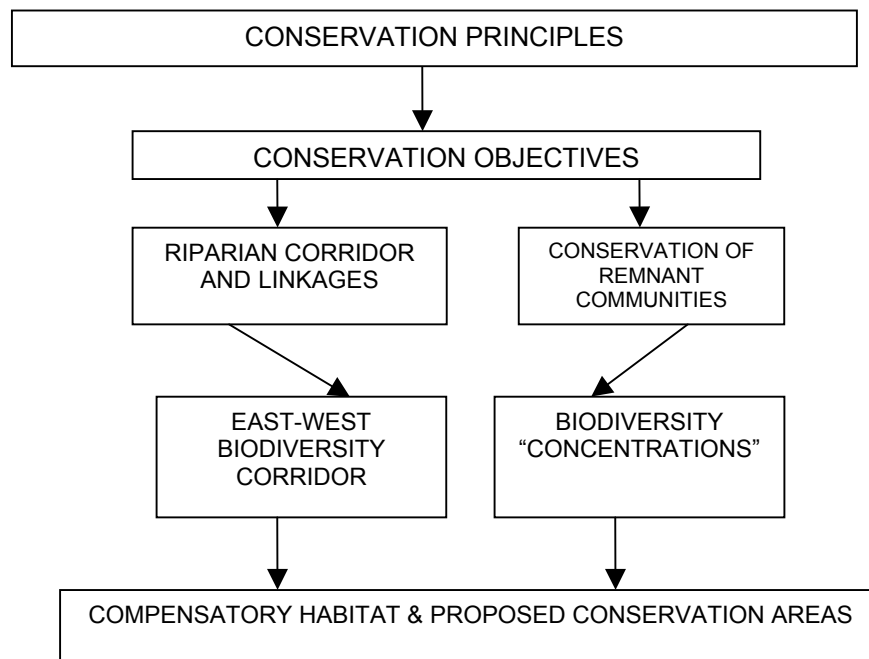 CONSERVATION PRINCIPLES
CONSERVATION OBJECTIVES
RIPARIAN CORRIDOR
AND LINKAGES
CONSERVATION OF
REMNANT
COMMUNITIES
EAST-WEST
BIODIVERSITY
CORRIDOR
BIODIVERSITY
“CONCENTRATIONS”
COMPENSATORY HABITAT & PROPOSED CONSERVATION AREAS